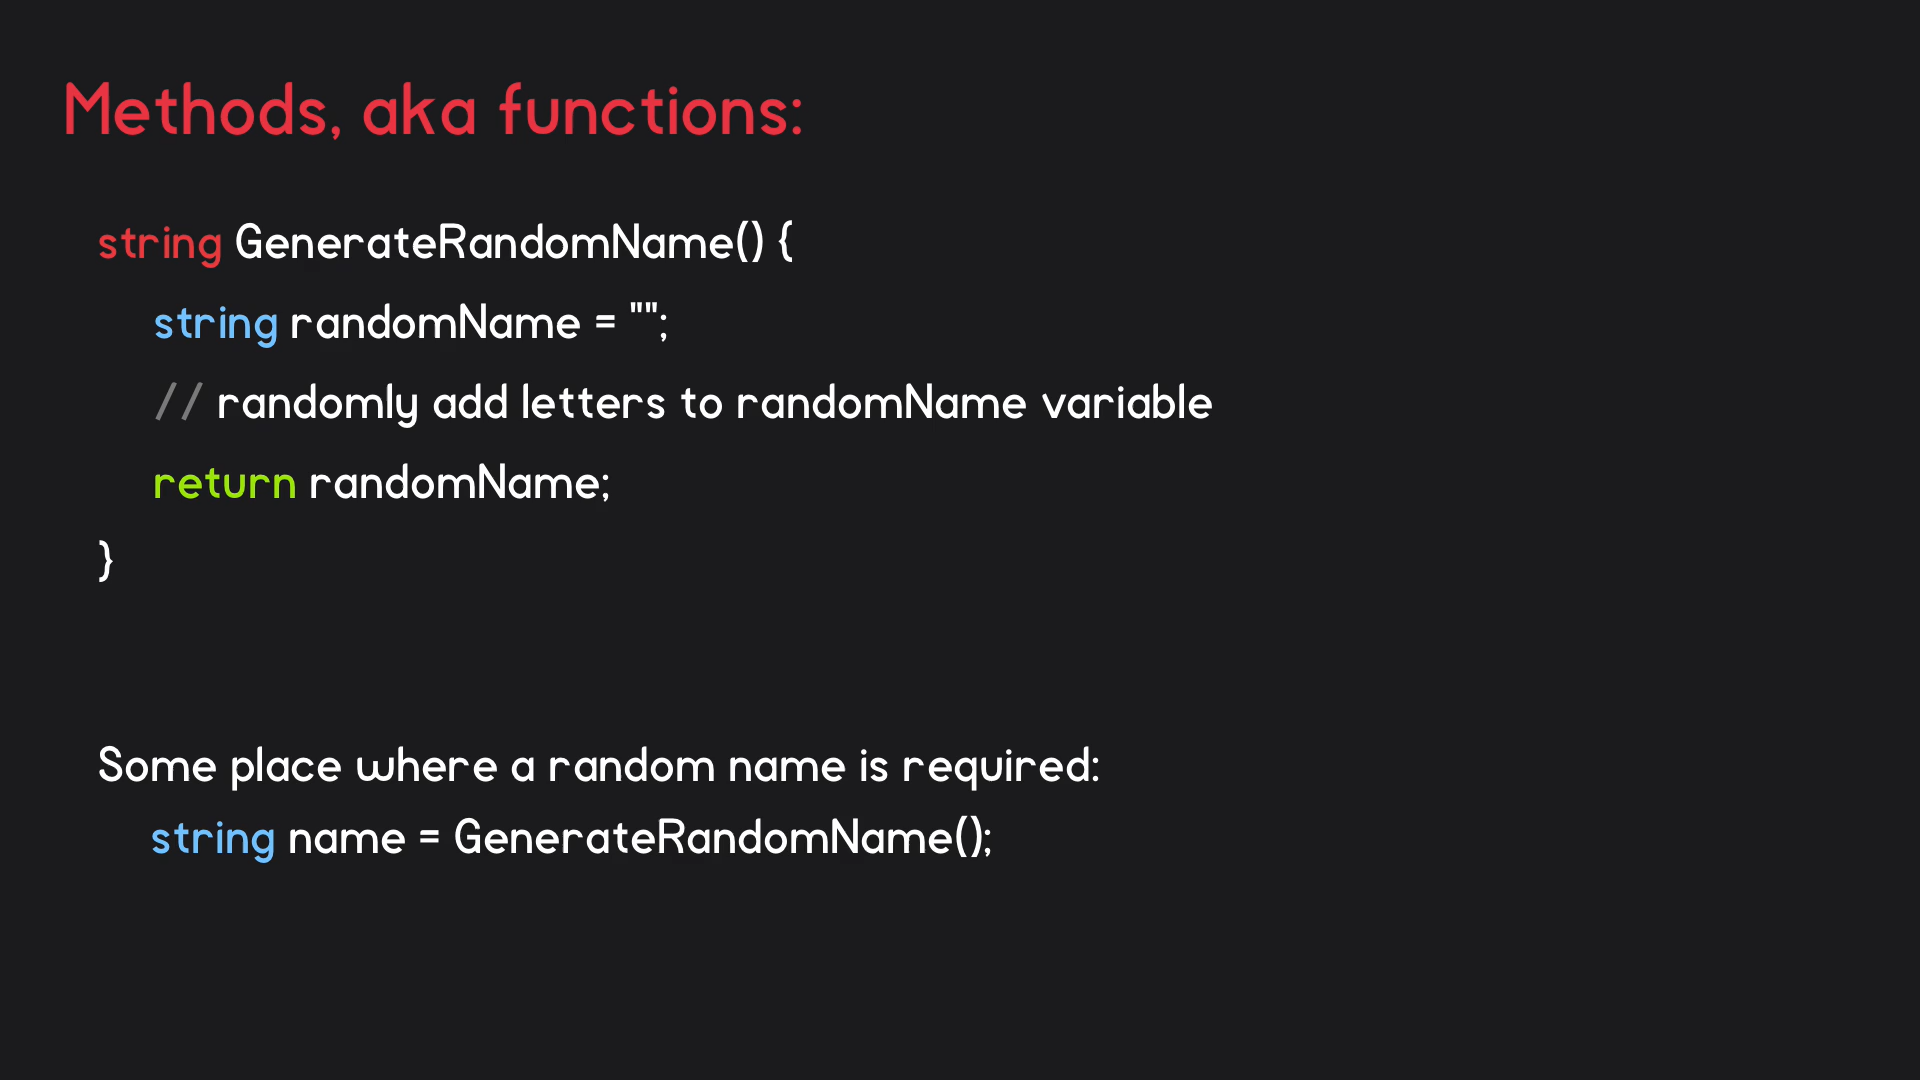 Methods, aka functions:
string GenerateRandomName() {
string randomName = "";
// randomly add letters to randomName variable
return randomName;
}
Some place where a random name is required:
string name = GenerateRandomName();